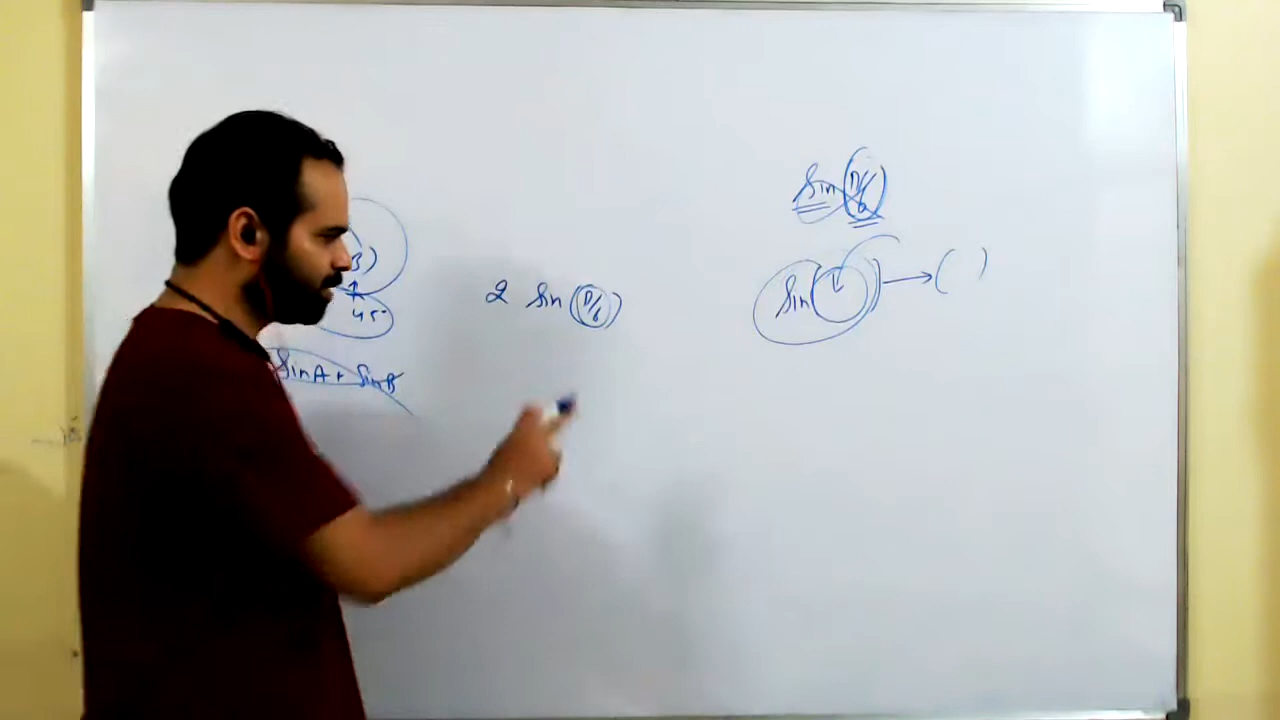 B)
45°
SinA + SinB
2 Sin(π/6)
Sin(π/6)
Sin( ) → ( )